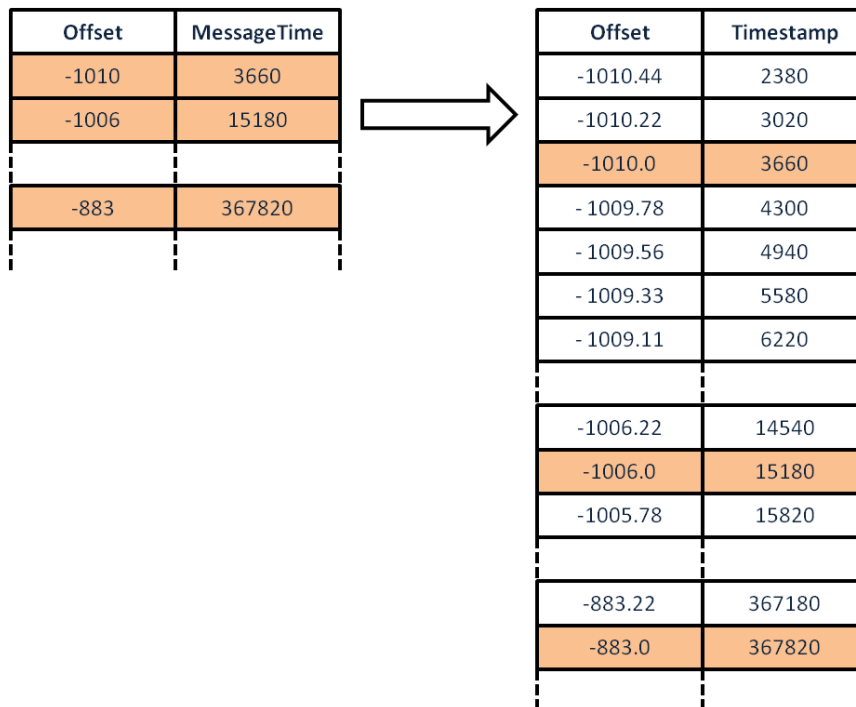 Offset MessageTime
-1010 3660
-1006 15180
-883 367820
Offset Timestamp
-1010.44 2380
-1010.22 3020
-1010.0 3660
- 1009.78 4300
- 1009.56 4940
- 1009.33 5580
- 1009.11 6220
-1006.22 14540
-1006.0 15180
-1005.78 15820
-883.22 367180
-883.0 367820